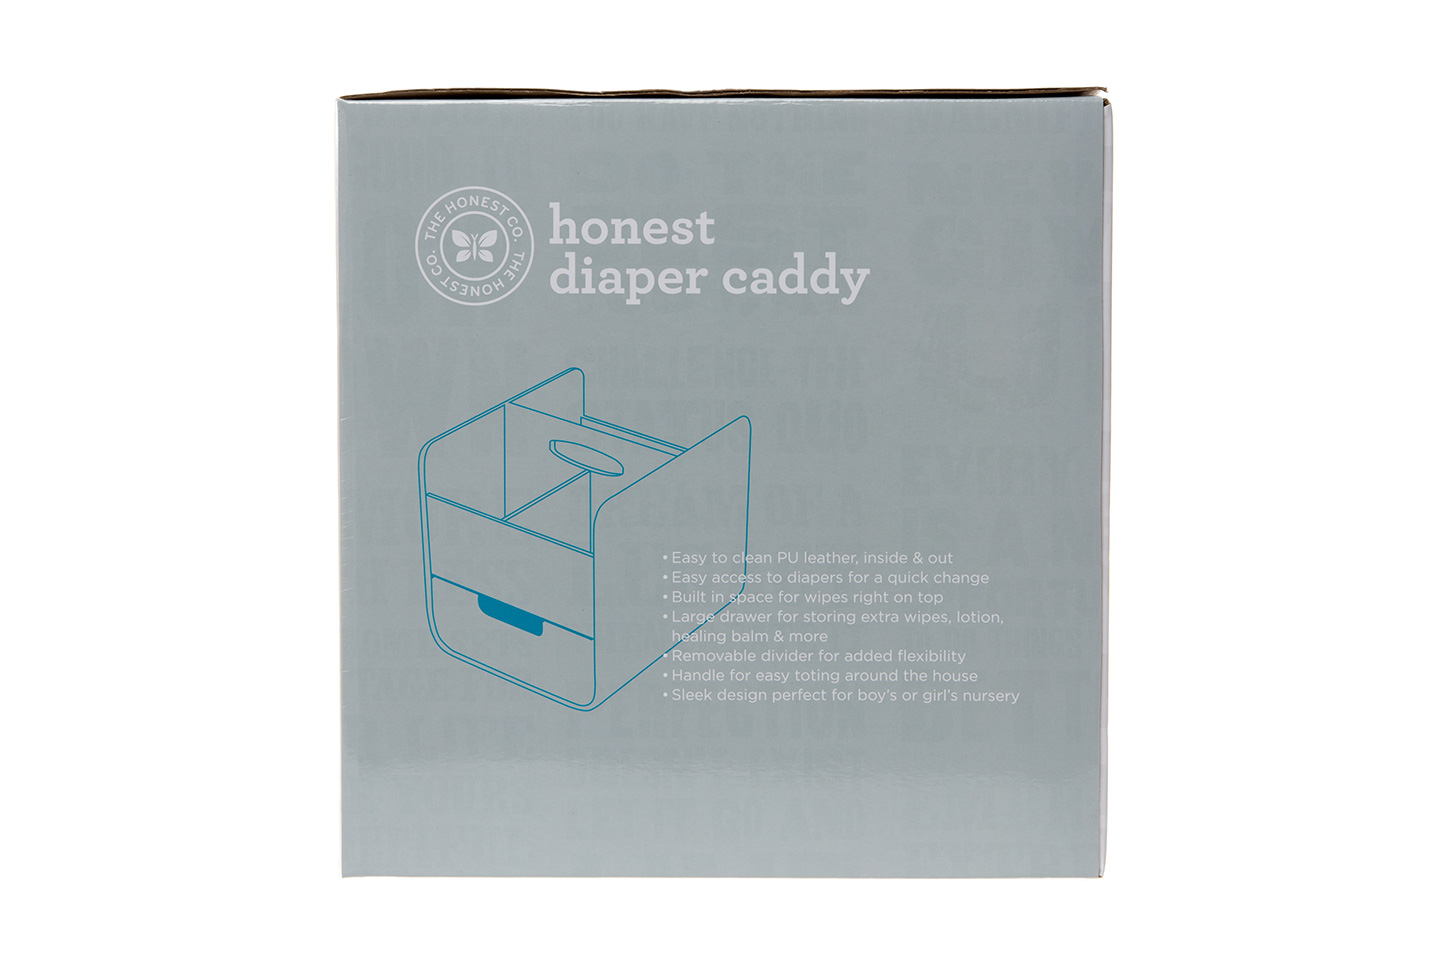 THE HONEST CO. THE HONEST CO.
honest
diaper caddy
• Easy to clean PU leather, inside & out
• Easy access to diapers for a quick change
• Built in space for wipes right on top
• Large drawer for storing extra wipes, lotion,
healing balm & more
• Removable divider for added flexibility
• Handle for easy toting around the house
• Sleek design perfect for boy's or girl's nursery